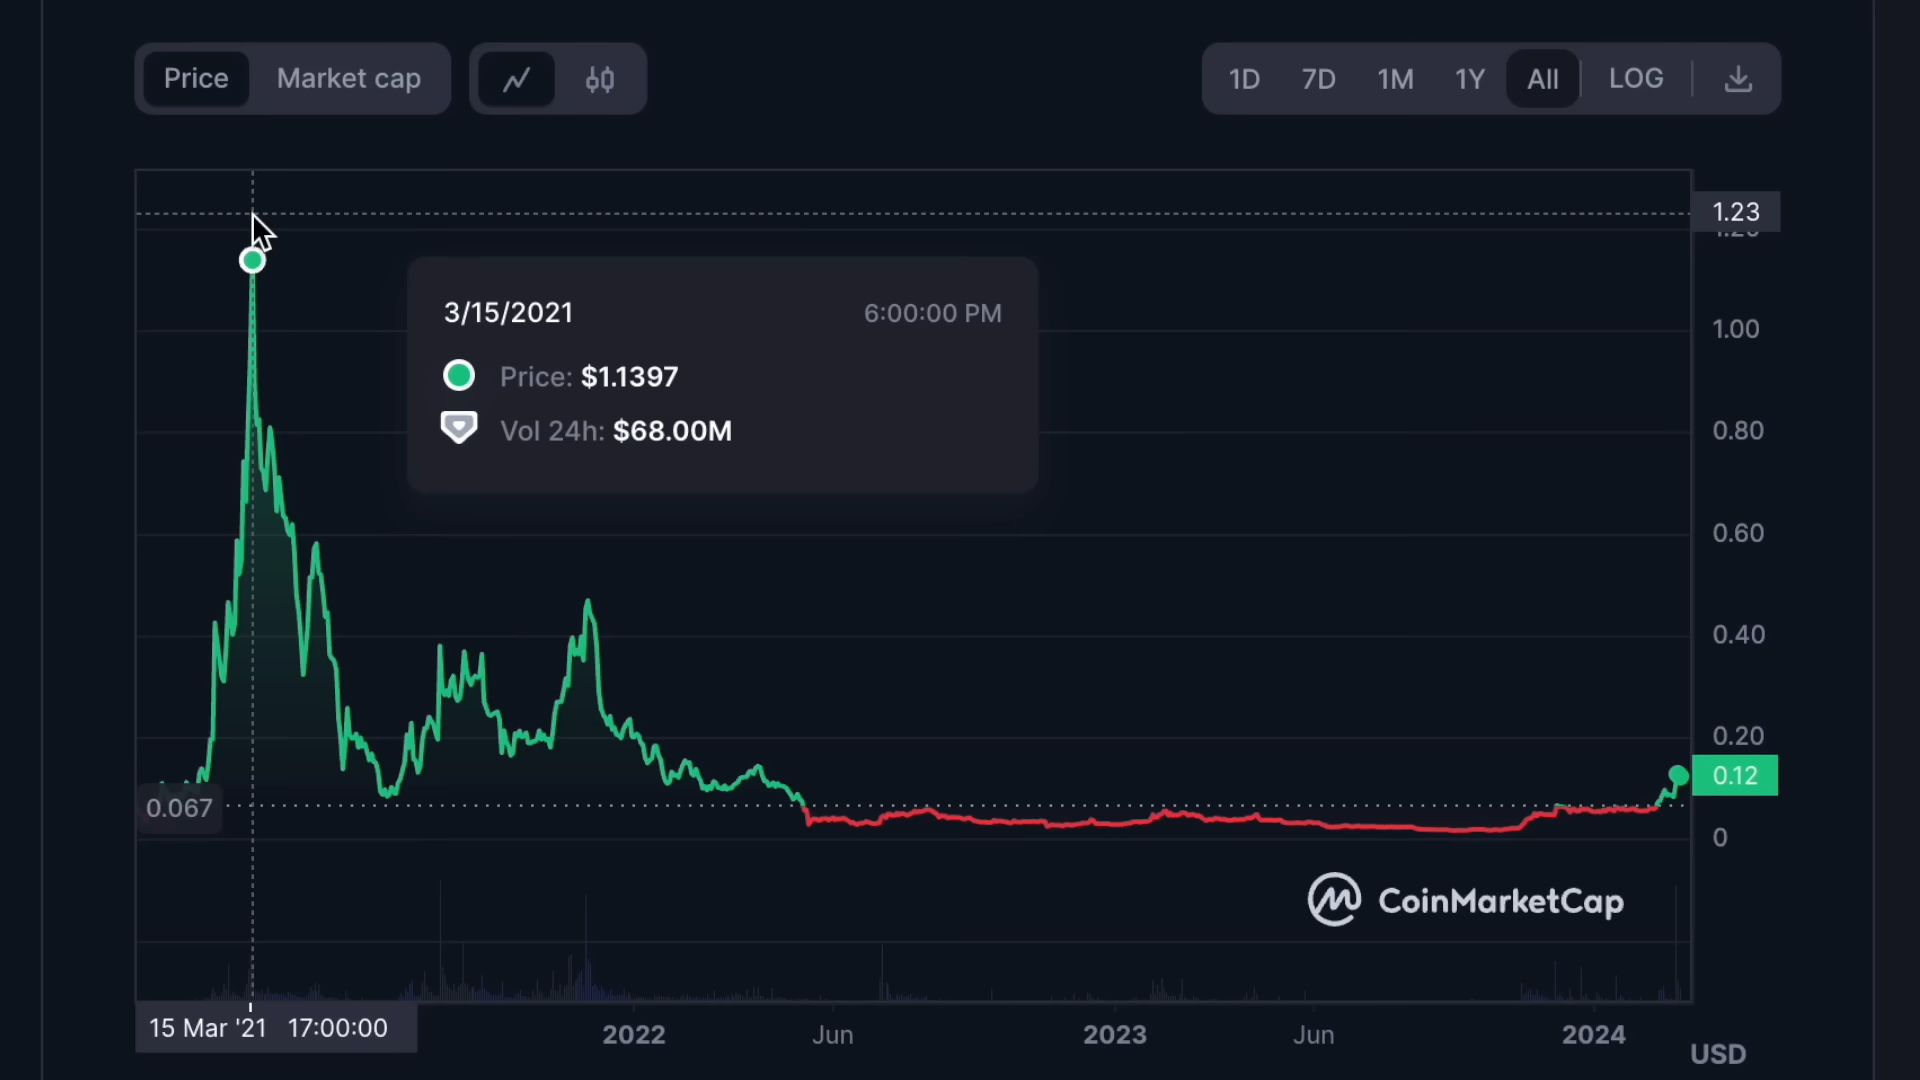 Price Market cap 1D 7D 1M 1Y All LOG
1.23
3/15/2021 6:00:00 PM
1.00
Price: $1.1397
Vol 24h: $68.00M
0.80
0.60
0.40
0.20
0.12
0.067
0
CoinMarketCap
15 Mar '21 17:00:00 2022 Jun 2023 Jun 2024
USD